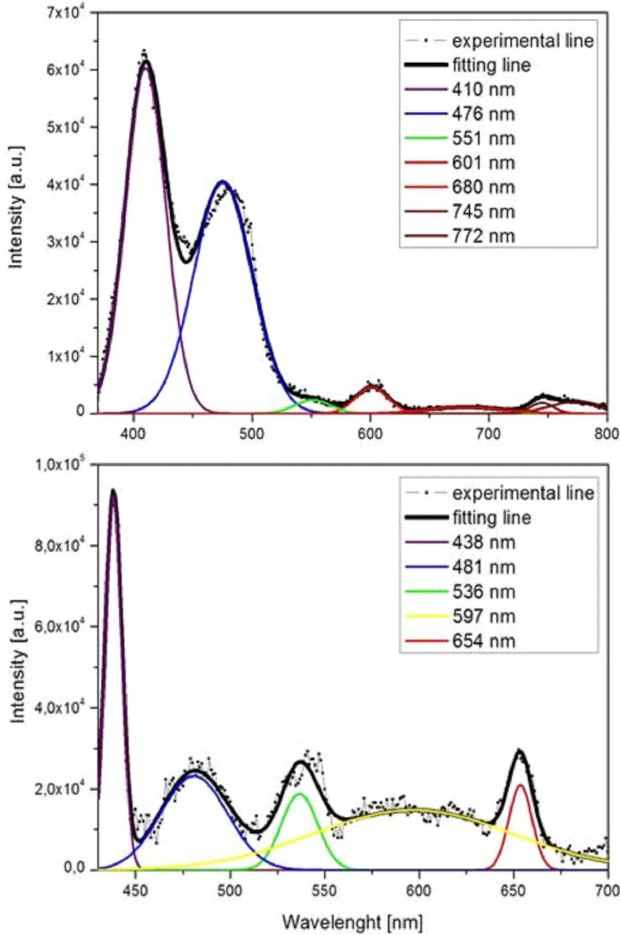 7x10⁴
6x10⁴
5x10⁴
4x10⁴
3x10⁴
2x10⁴
1x10⁴
0
Intensity [a.u.]
experimental line
fitting line
410 nm
476 nm
551 nm
601 nm
680 nm
745 nm
772 nm
400 500 600 700 800
1,0x10⁵
8,0x10⁴
6,0x10⁴
4,0x10⁴
2,0x10⁴
0,0
Intensity [a.u.]
experimental line
fitting line
438 nm
481 nm
536 nm
597 nm
654 nm
450 500 550 600 650 700
Wavelenght [nm]